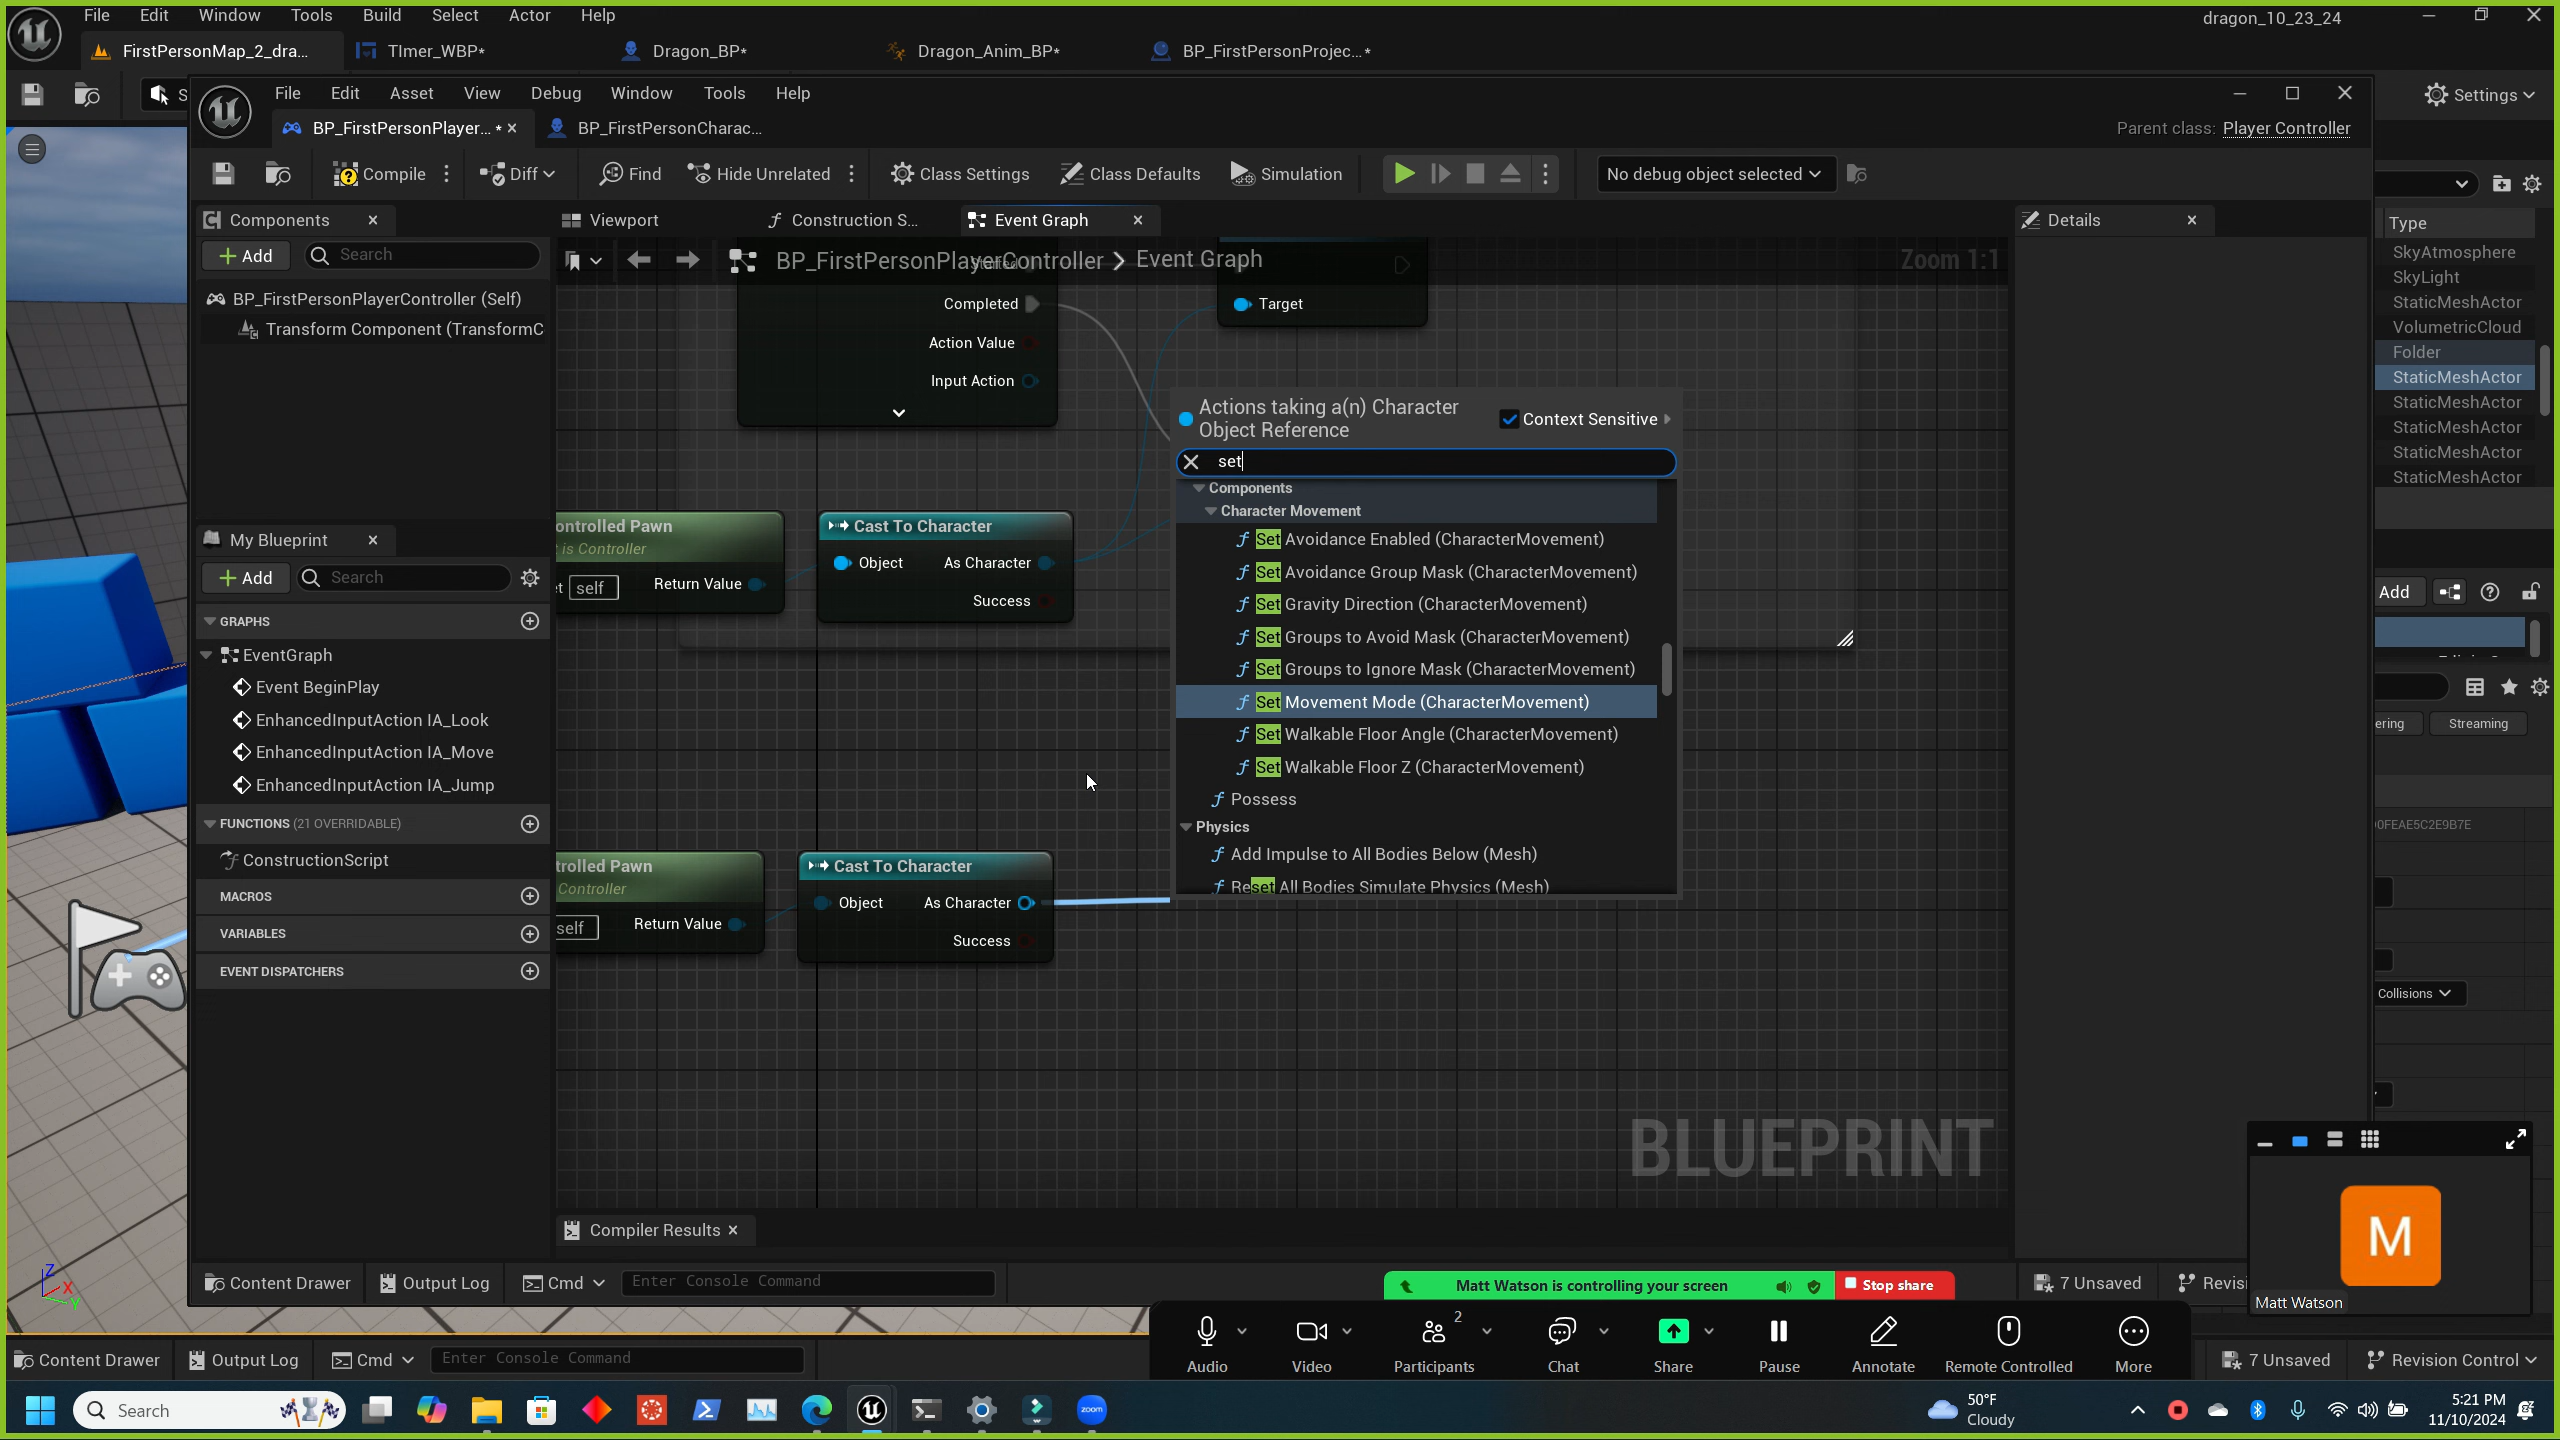 File Edit Window Tools Build Select Actor Help
dragon_10_23_24
FirstPersonMap_2_dra...
TImer_WBP*
Dragon_BP*
Dragon_Anim_BP*
BP_FirstPersonProjec...*
Settings
File Edit Asset View Debug Window Tools Help
BP_FirstPersonPlayer... *
BP_FirstPersonCharac...
Parent class: Player Controller
Compile
Diff
Find
Hide Unrelated
Class Settings
Class Defaults
Simulation
No debug object selected
Components
Viewport
Construction S...
Event Graph
Details
Type
Add
Search
BP_FirstPersonPlayerController > Event Graph
Zoom 1:1
SkyAtmosphere
SkyLight
StaticMeshActor
VolumetricCloud
Folder
StaticMeshActor
StaticMeshActor
StaticMeshActor
StaticMeshActor
StaticMeshActor
BP_FirstPersonPlayerController (Self)
Transform Component (TransformC
Completed
Action Value
Input Action
Target
Actions taking a(n) Character
Object Reference
Context Sensitive
set
Components
Character Movement
Set Avoidance Enabled (CharacterMovement)
Set Avoidance Group Mask (CharacterMovement)
Set Gravity Direction (CharacterMovement)
Set Groups to Avoid Mask (CharacterMovement)
Set Groups to Ignore Mask (CharacterMovement)
Set Movement Mode (CharacterMovement)
Set Walkable Floor Angle (CharacterMovement)
Set Walkable Floor Z (CharacterMovement)
Possess
Physics
Add Impulse to All Bodies Below (Mesh)
Reset All Bodies Simulate Physics (Mesh)
ontrolled Pawn
is Controller
self
Return Value
Cast To Character
Object
As Character
Success
trolled Pawn
Controller
self
Return Value
Cast To Character
Object
As Character
Success
My Blueprint
Add
Search
GRAPHS
EventGraph
Event BeginPlay
EnhancedInputAction IA_Look
EnhancedInputAction IA_Move
EnhancedInputAction IA_Jump
FUNCTIONS (21 OVERRIDABLE)
ConstructionScript
MACROS
VARIABLES
EVENT DISPATCHERS
Add
ering
Streaming
0FEAE5C2E9B7E
Collisions
BLUEPRINT
Compiler Results
Content Drawer
Output Log
Cmd
Enter Console Command
Matt Watson is controlling your screen
Stop share
7 Unsaved
Revisi
M
Matt Watson
Z
X
Y
Audio
Video
2
Participants
Chat
Share
Pause
Annotate
Remote Controlled
More
Content Drawer
Output Log
Cmd
Enter Console Command
7 Unsaved
Revision Control
Search
zoom
50°F
Cloudy
5:21 PM
11/10/2024